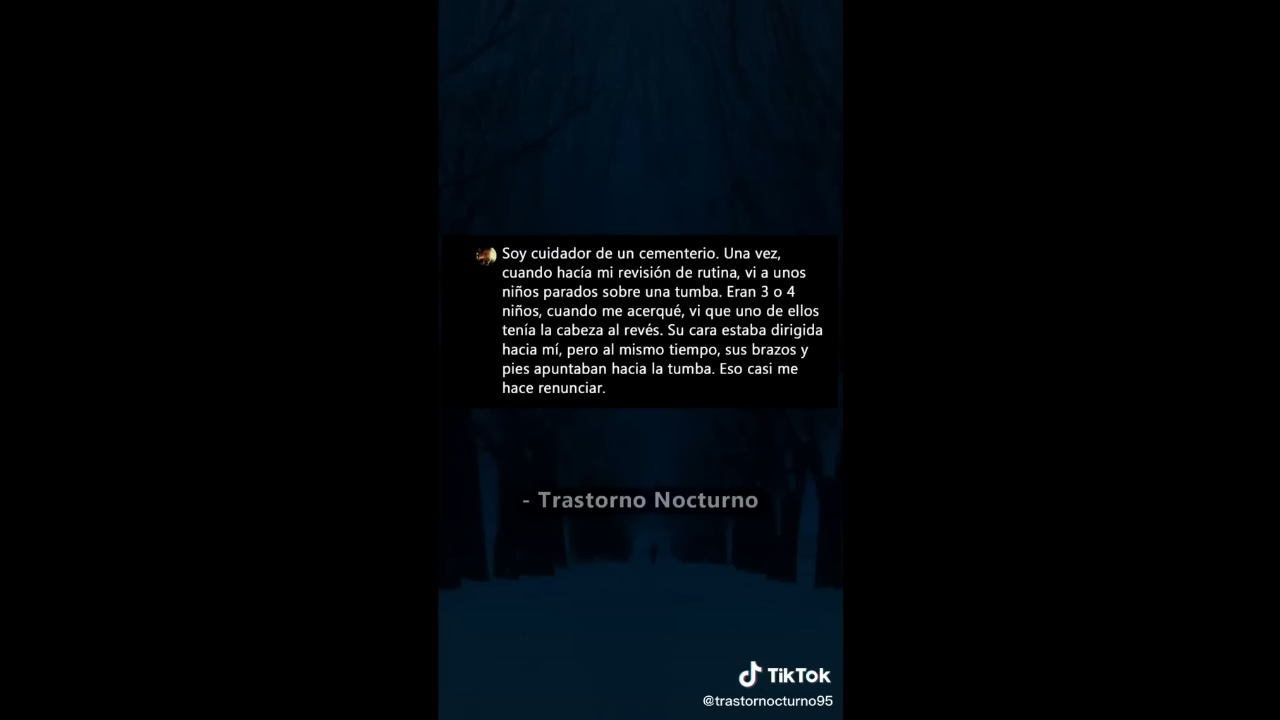 Soy cuidador de un cementerio. Una vez,
cuando hacía mi revisión de rutina, vi a unos
niños parados sobre una tumba. Eran 3 o 4
niños, cuando me acerqué, vi que uno de ellos
tenía la cabeza al revés. Su cara estaba dirigida
hacia mí, pero al mismo tiempo, sus brazos y
pies apuntaban hacia la tumba. Eso casi me
hace renunciar.
- Trastorno Nocturno
TikTok
@trastornocturno95